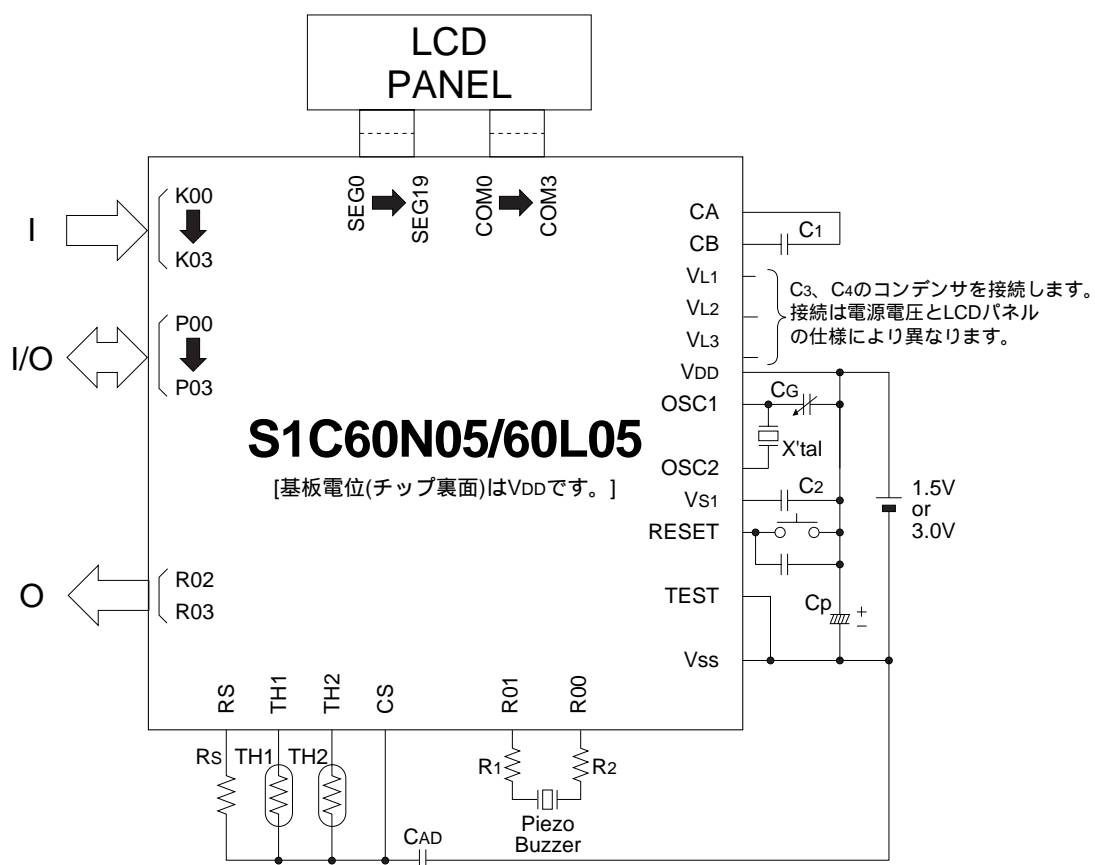 LCD
PANEL
SEG0
SEG19
COM0
COM3
I
K00
K03
I/O
P00
P03
O
R02
R03
CA
CB
C1
VL1
VL2
VL3
C3、C4のコンデンサを接続します。
接続は電源電圧とLCDパネル
の仕様により異なります。
VDD
OSC1
CG
X'tal
OSC2
VS1
C2
RESET
TEST
Cp
+
−
Vss
1.5V
or
3.0V
S1C60N05/60L05
[基板電位(チップ裏面)はVDDです。]
RS
TH1
TH2
CS
R01
R00
Rs
TH1
TH2
R1
R2
Piezo
Buzzer
CAD